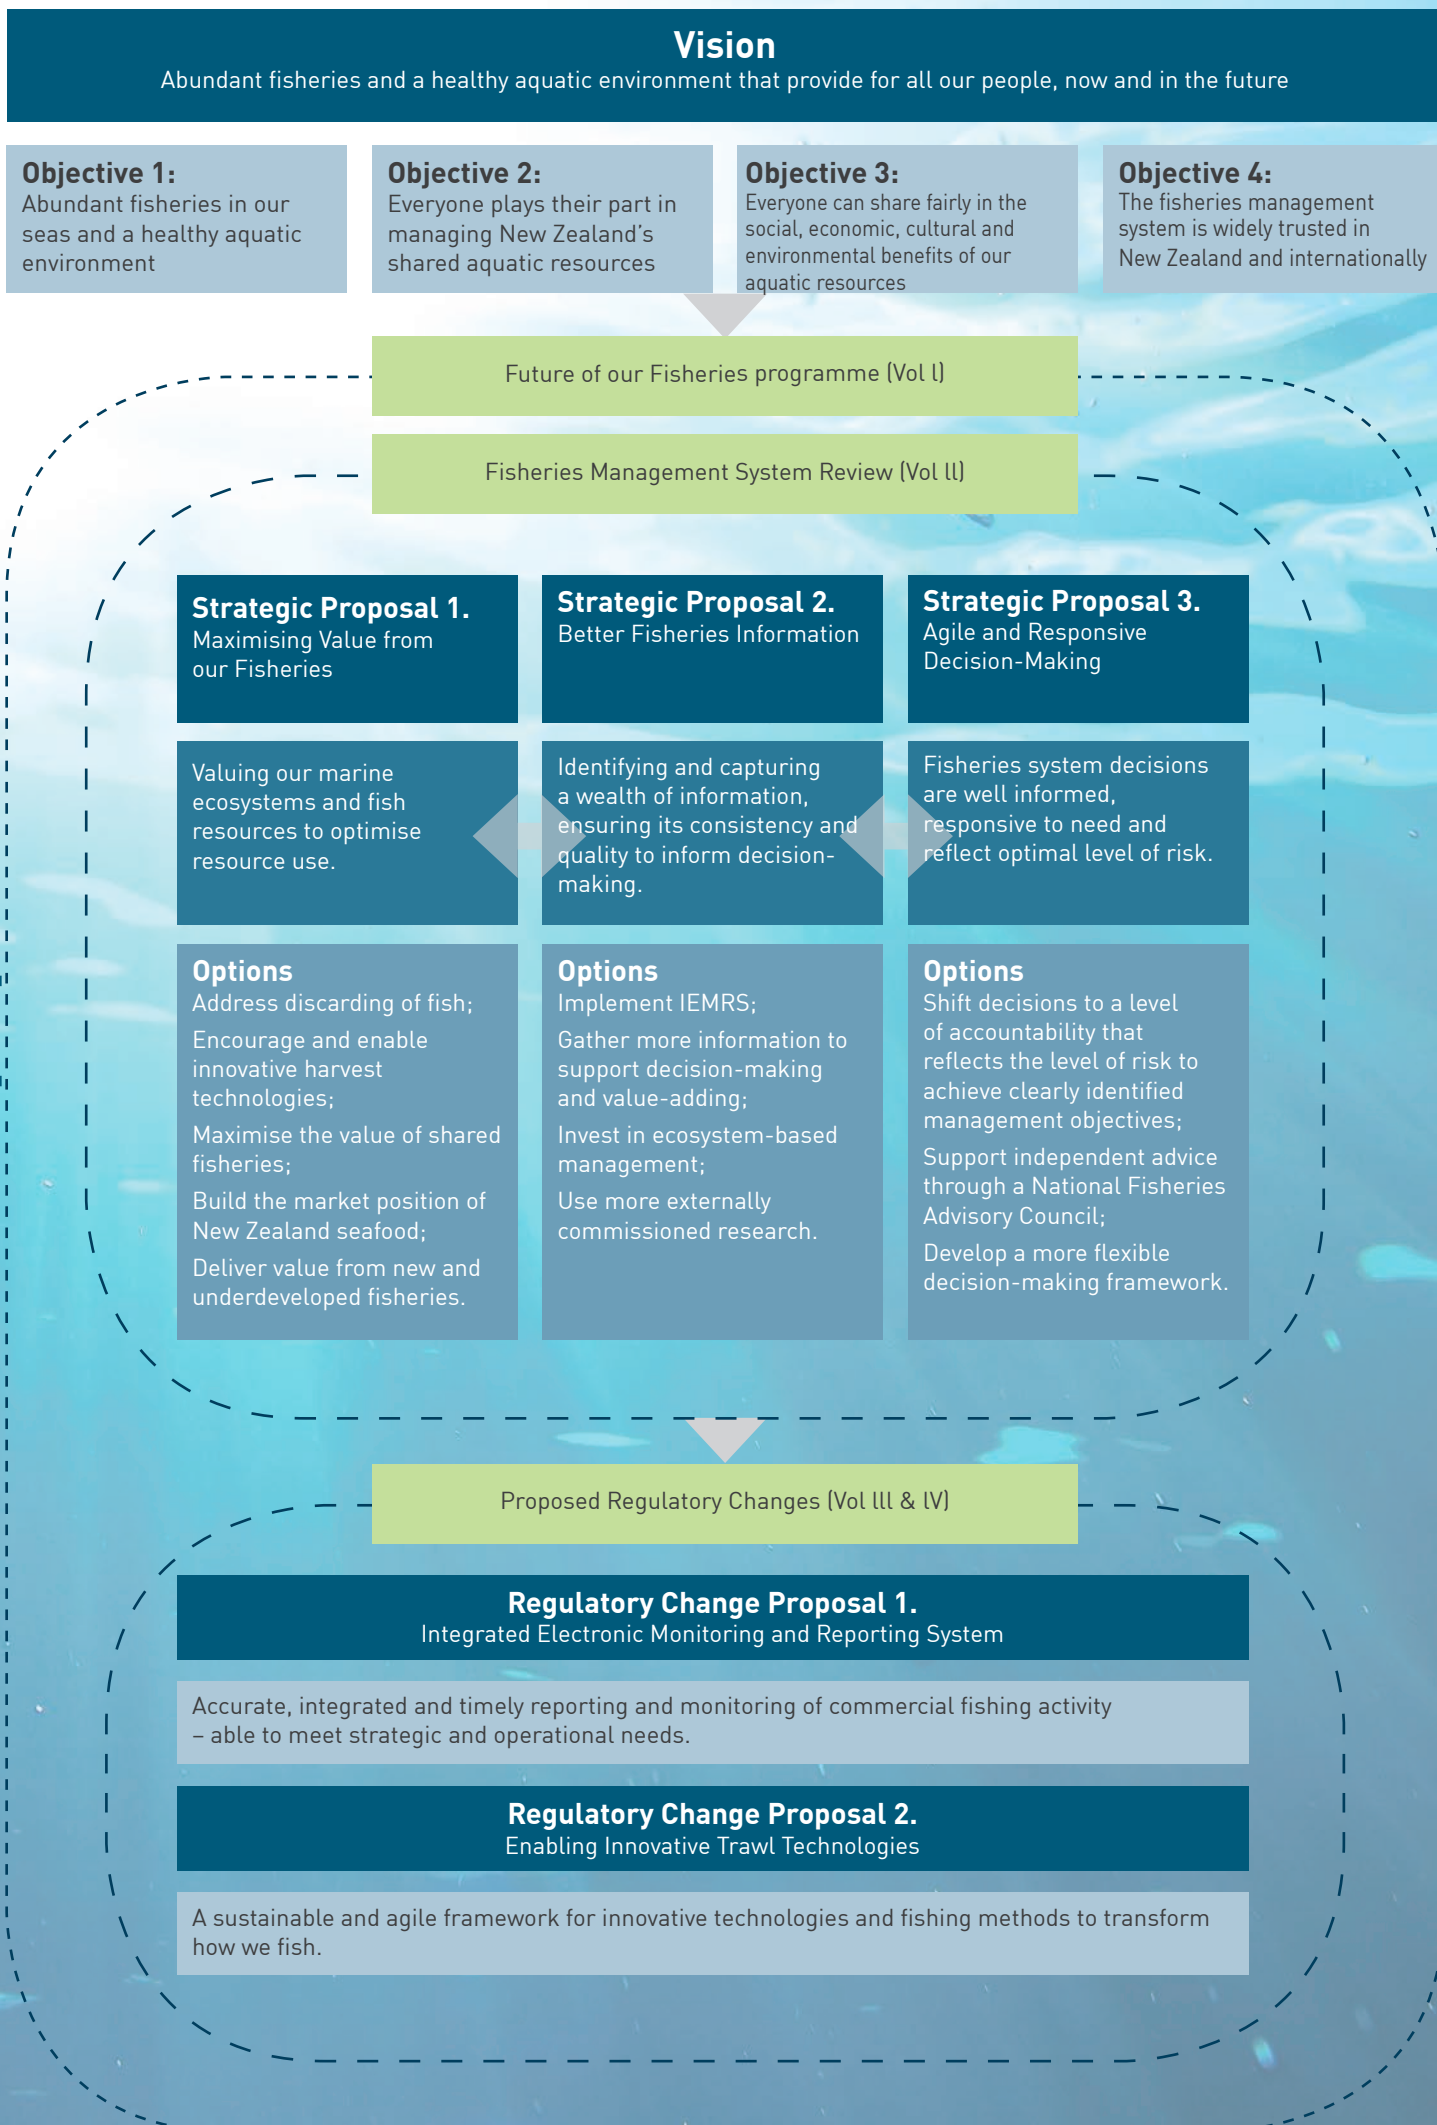 Vision
Abundant fisheries and a healthy aquatic environment that provide for all our people, now and in the future
Objective 1:
Abundant fisheries in our
seas and a healthy aquatic
environment
Objective 2:
Everyone plays their part in
managing New Zealand’s
shared aquatic resources
Objective 3:
Everyone can share fairly in the
social, economic, cultural and
environmental benefits of our
aquatic resources
Objective 4:
The fisheries management
system is widely trusted in
New Zealand and internationally
Future of our Fisheries programme (Vol l)
Fisheries Management System Review (Vol ll)
Strategic Proposal 1.
Maximising Value from
our Fisheries
Strategic Proposal 2.
Better Fisheries Information
Strategic Proposal 3.
Agile and Responsive
Decision-Making
Valuing our marine
ecosystems and fish
resources to optimise
resource use.
Identifying and capturing
a wealth of information,
ensuring its consistency and
quality to inform decision-
making.
Fisheries system decisions
are well informed,
responsive to need and
reflect optimal level of risk.
Options
Address discarding of fish;
Encourage and enable
innovative harvest
technologies;
Maximise the value of shared
fisheries;
Build the market position of
New Zealand seafood;
Deliver value from new and
underdeveloped fisheries.
Options
Implement IEMRS;
Gather more information to
support decision-making
and value-adding;
Invest in ecosystem-based
management;
Use more externally
commissioned research.
Options
Shift decisions to a level
of accountability that
reflects the level of risk to
achieve clearly identified
management objectives;
Support independent advice
through a National Fisheries
Advisory Council;
Develop a more flexible
decision-making framework.
Proposed Regulatory Changes (Vol lll & lV)
Regulatory Change Proposal 1.
Integrated Electronic Monitoring and Reporting System
Accurate, integrated and timely reporting and monitoring of commercial fishing activity
– able to meet strategic and operational needs.
Regulatory Change Proposal 2.
Enabling Innovative Trawl Technologies
A sustainable and agile framework for innovative technologies and fishing methods to transform
how we fish.